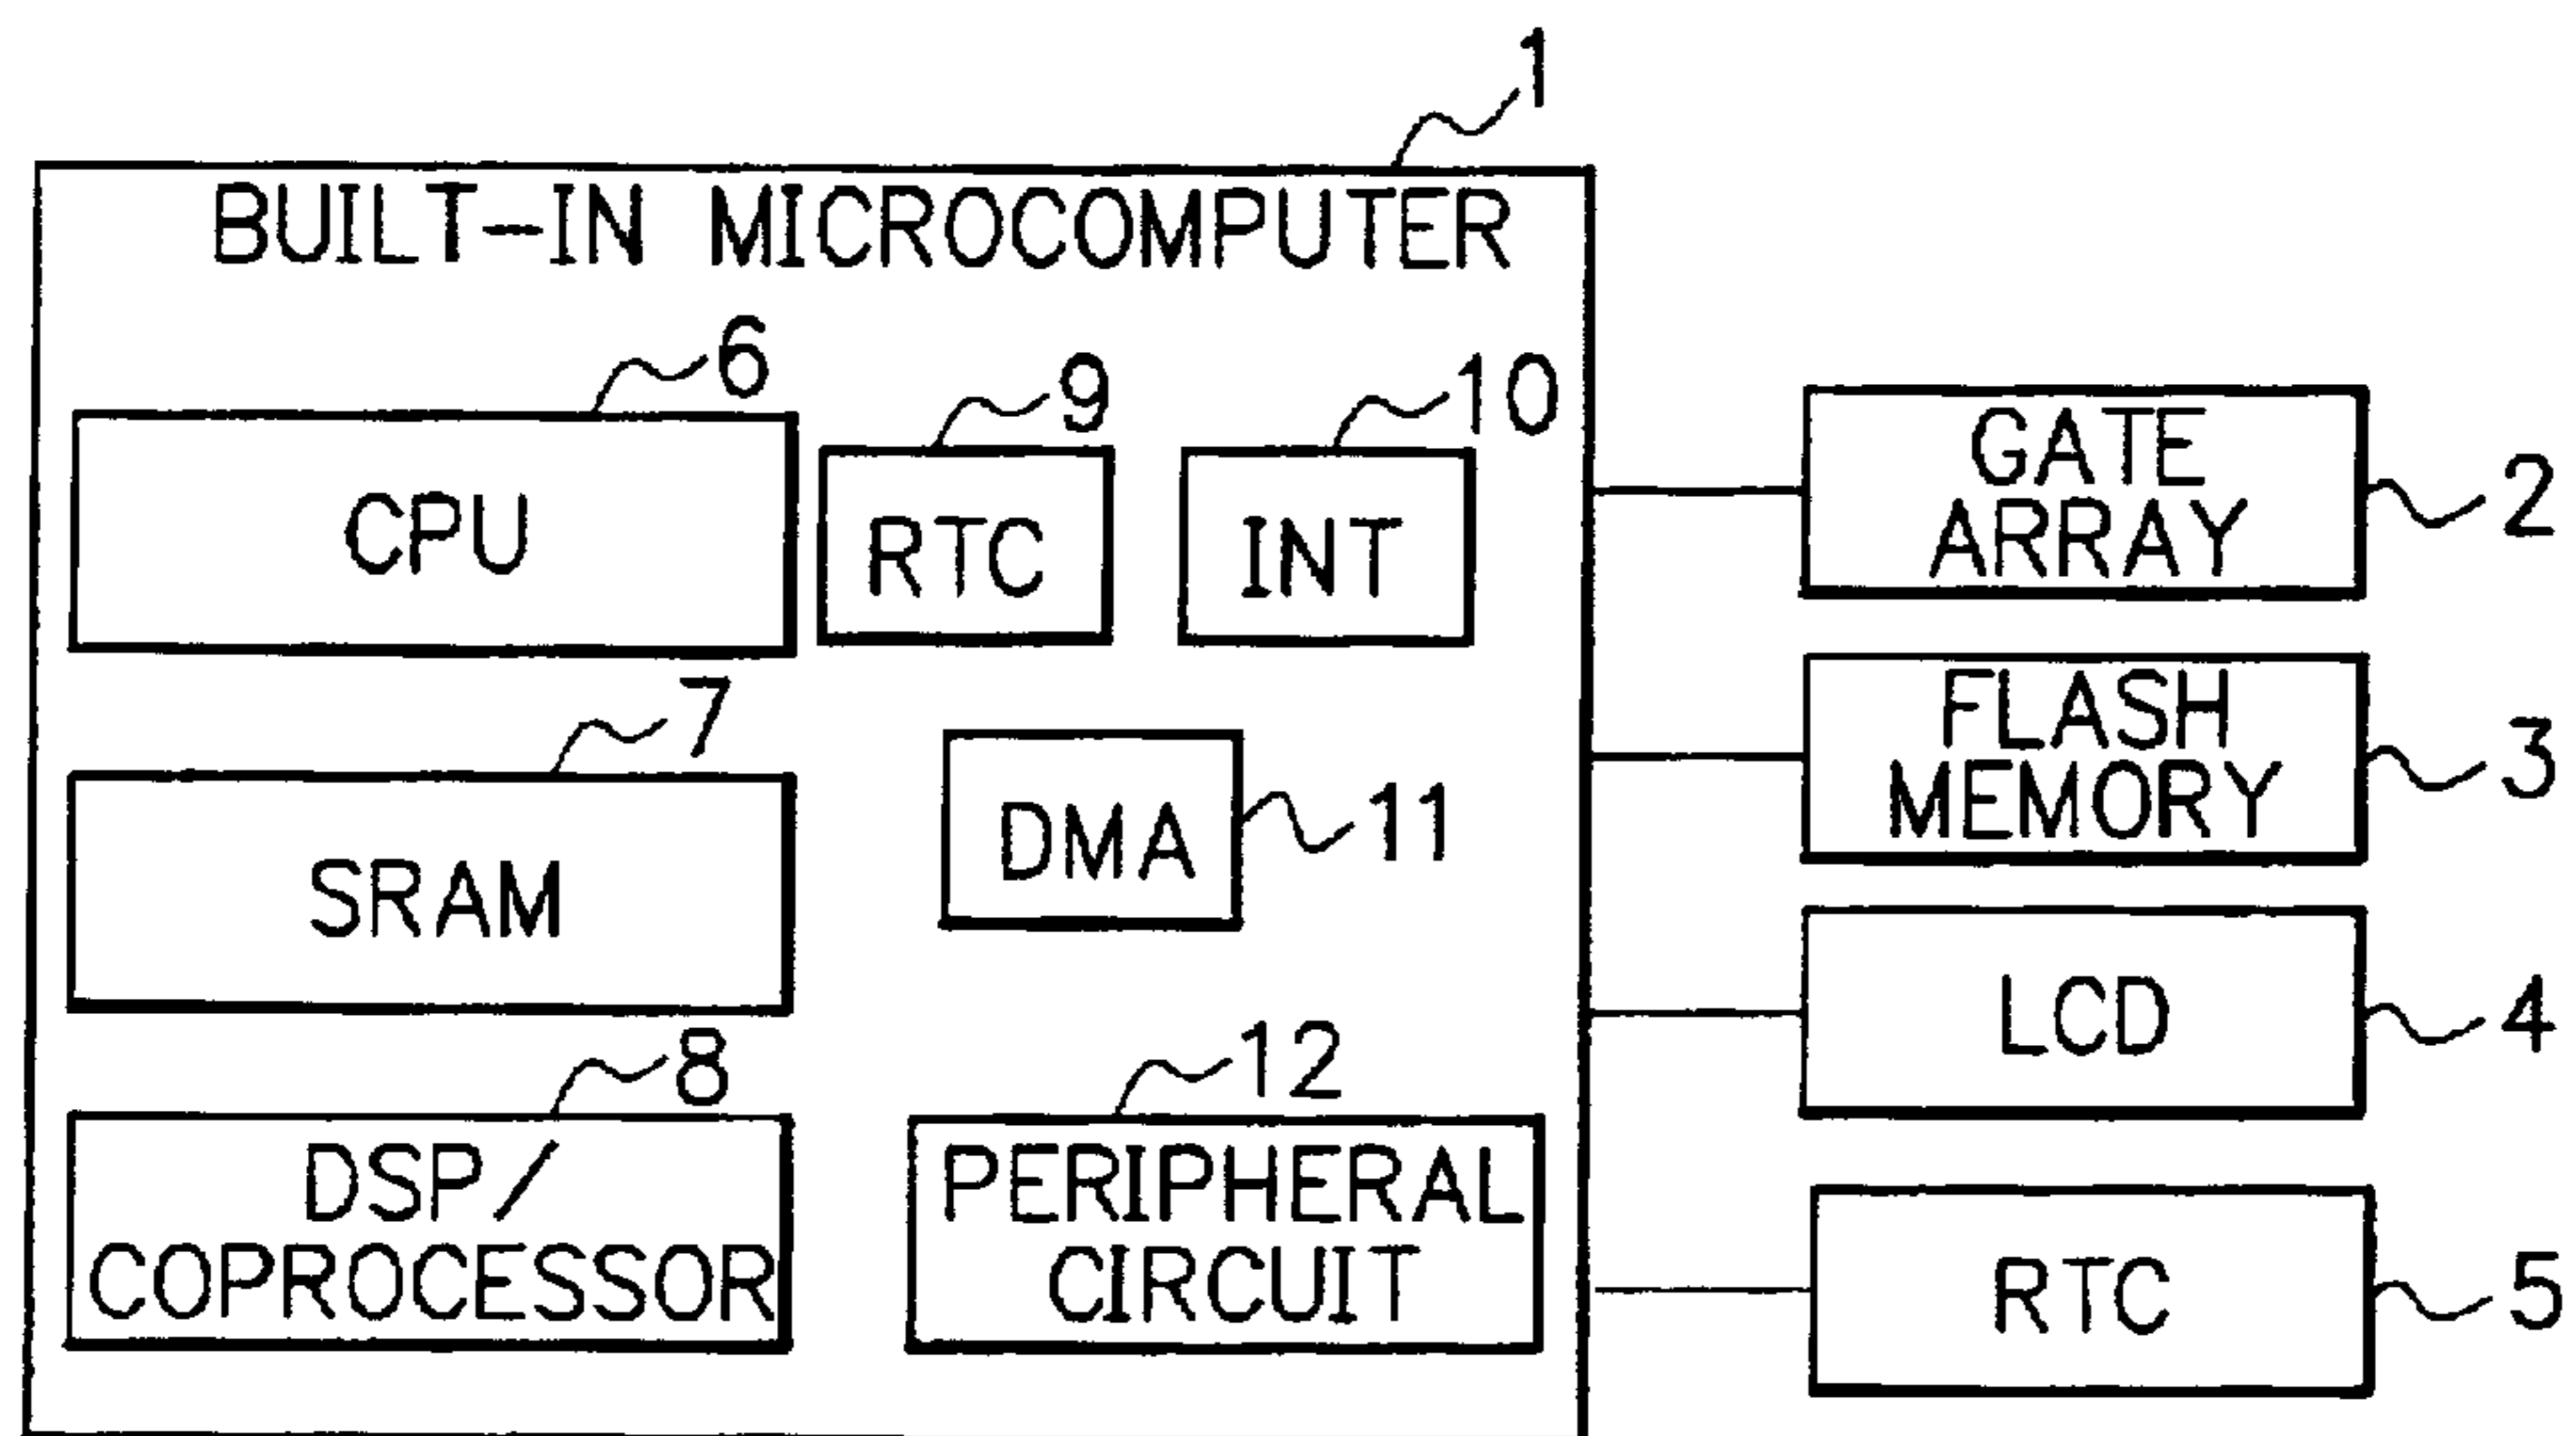 1
BUILT-IN MICROCOMPUTER
6
9
10
CPU
RTC
INT
GATE
ARRAY
2
7
SRAM
DMA
11
FLASH
MEMORY
3
8
DSP/
COPROCESSOR
12
PERIPHERAL
CIRCUIT
LCD
4
RTC
5